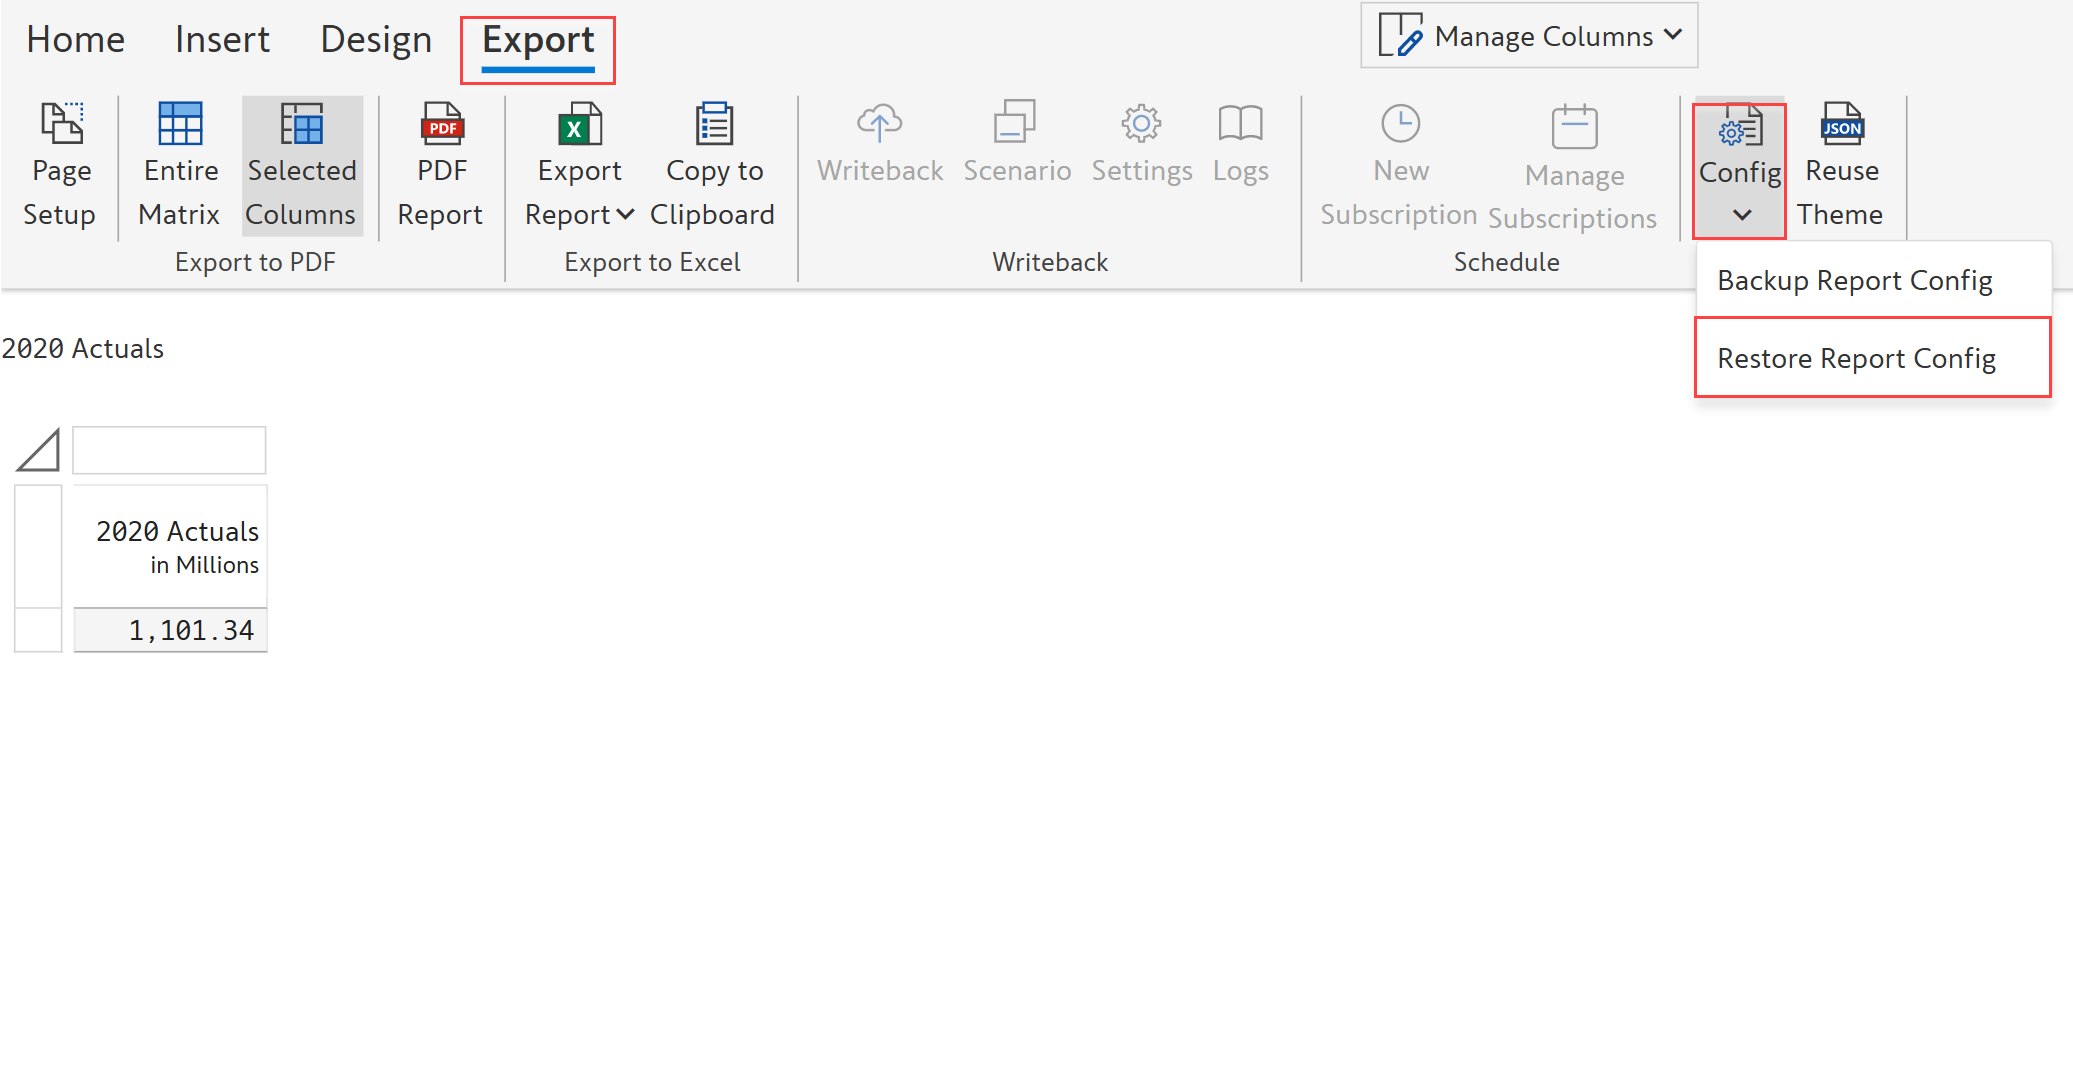 Home Insert Design Export Manage Columns
Page Setup
Entire Matrix
Selected Columns
PDF Report
PDF
Export Report
X
Copy to Clipboard
Writeback
Scenario
Settings
Logs
New Subscription
Manage Subscriptions
Config
JSON
Reuse Theme
Export to PDF
Export to Excel
Writeback
Schedule
Backup Report Config
Restore Report Config
2020 Actuals
2020 Actuals
in Millions
1,101.34